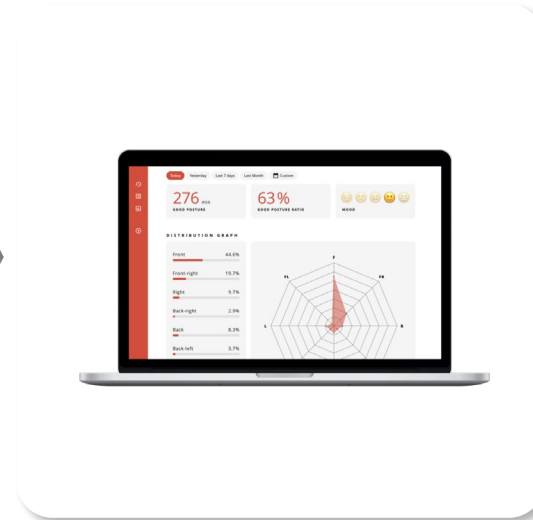 Today Yesterday Last 7 days Last Month Custom
276 min 63%
GOOD POSTURE GOOD POSTURE RATIO MOOD
DISTRIBUTION GRAPH
Front 44.6%
Front-right 19.7%
Right 9.7%
Back-right 2.9%
Back 8.3%
Back-left 3.7%
F
FL FR
L R